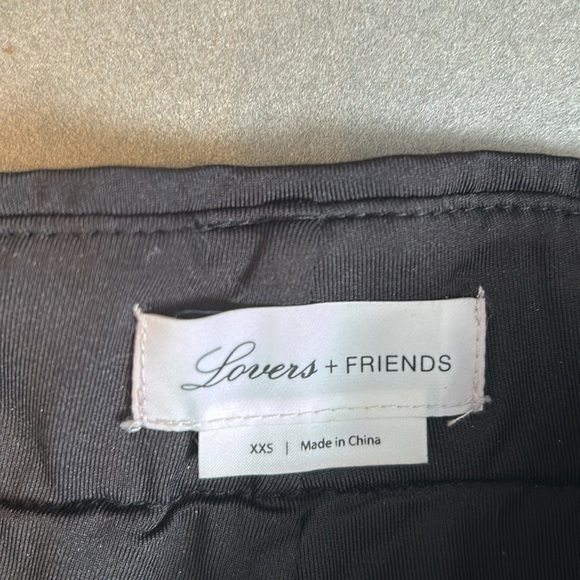 Lovers + FRIENDS
XXS | Made in China